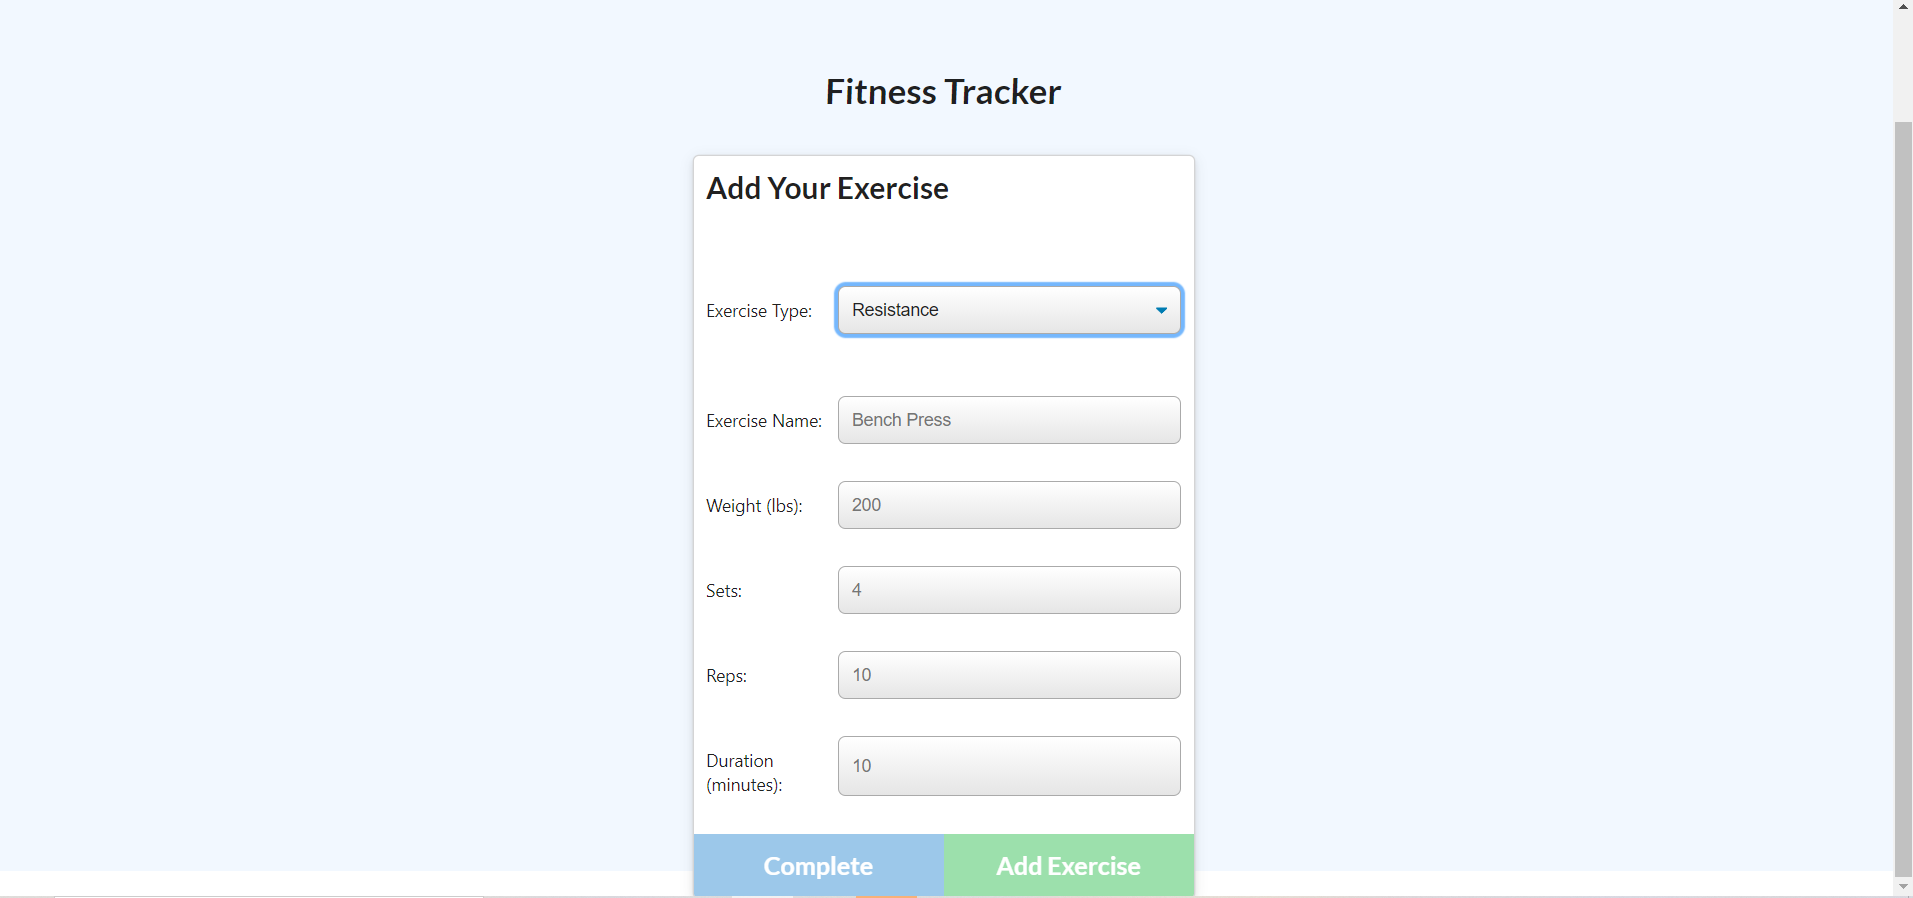 Fitness Tracker
Add Your Exercise
Exercise Type: Resistance
Exercise Name: Bench Press
Weight (lbs): 200
Sets: 4
Reps: 10
Duration
(minutes): 10
Complete Add Exercise